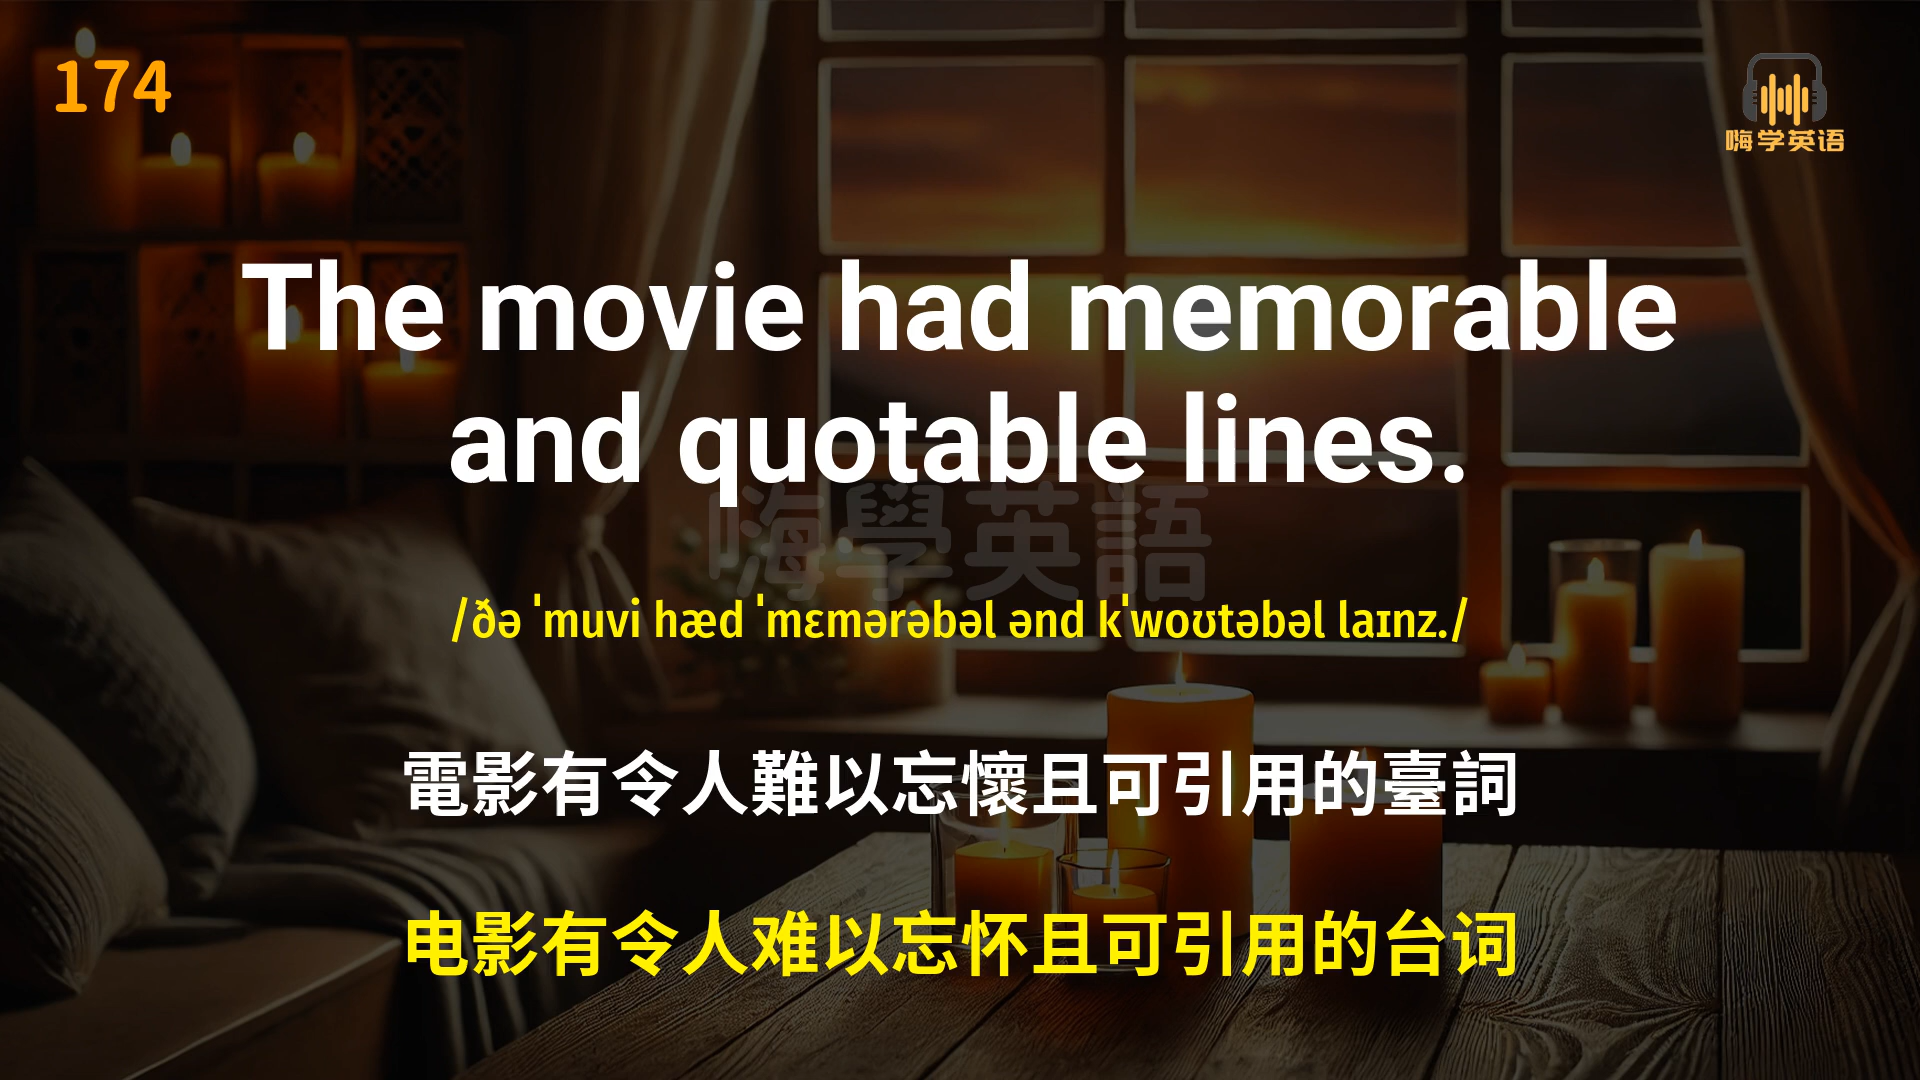 174
嗨学英语
The movie had memorable
and quotable lines.
嗨學英語
/ðə ˈmuvi hæd ˈmɛmərəbəl ənd kˈwoʊtəbəl laɪnz./
電影有令人難以忘懷且可引用的臺詞
电影有令人难以忘怀且可引用的台词